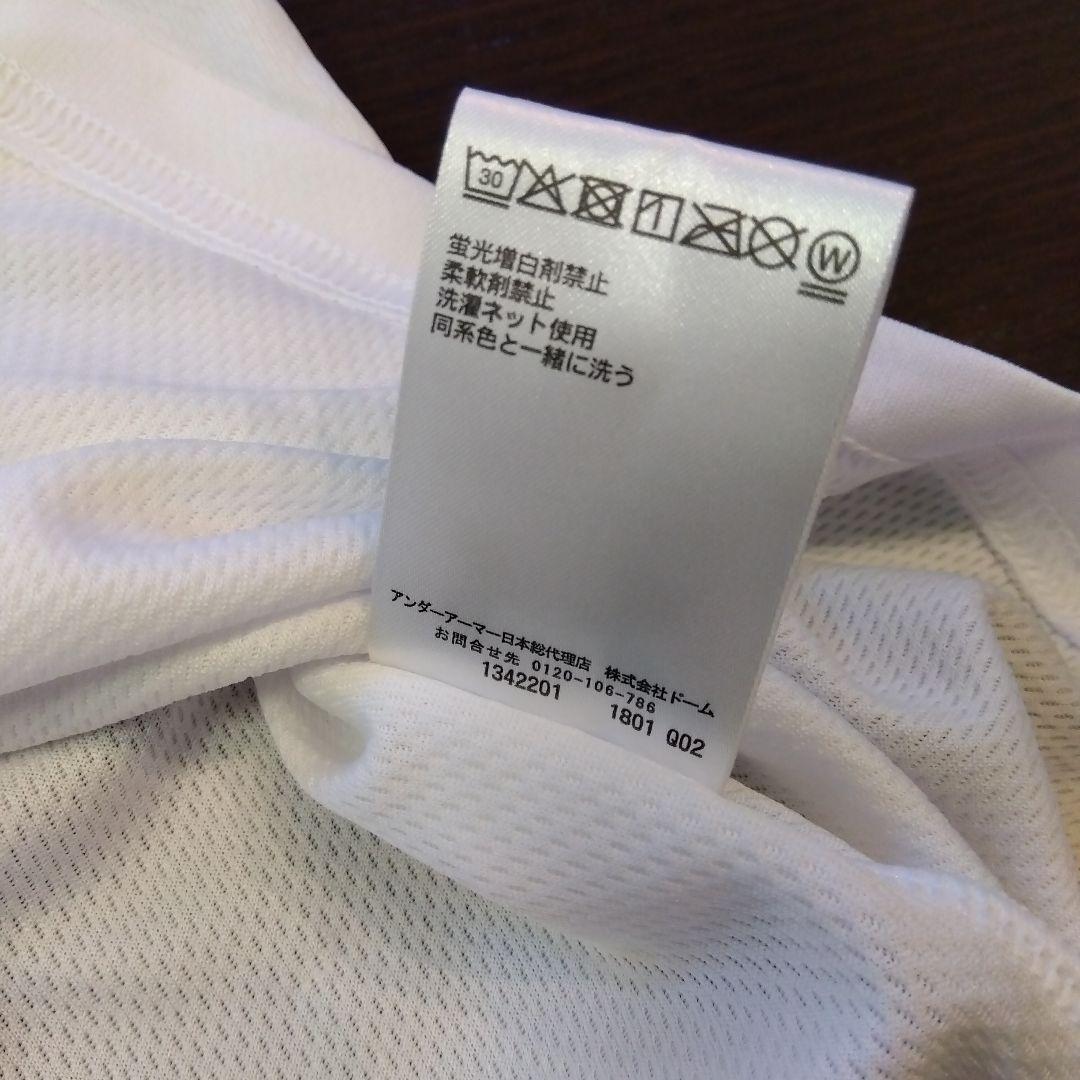 30
W
蛍光増白剤禁止
柔軟剤禁止
洗濯ネット使用
同系色と一緒に洗う
アンダーアーマー日本総代理店 株式会社ドーム
お問合せ先 0120-106-786
1342201 1801 Q02